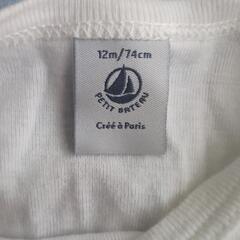 12m/74cm
PETIT BATEAU
Créé à Paris